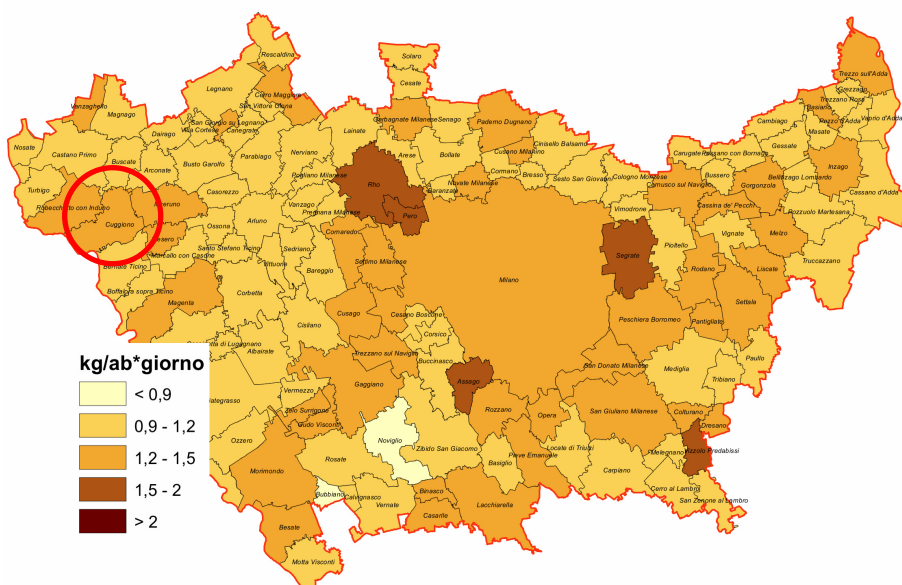 Rescaldina
Solaro
Cesate
Trezzo sull'Adda
Legnano
Cerro Maggiore
Vanzaghello
Magnago
San Vittore Olona
Grezzago
Trezzano Rosa
Basiano
Pozzo d'Adda
Vaprio d'Adda
San Giorgio su Legnano
Villa Cortese
Canegrate
Dairago
Lainate
Garbagnate Milanese
Senago
Paderno Dugnano
Cambiago
Masate
Nosate
Castano Primo
Buscate
Arconate
Busto Garolfo
Parabiago
Nerviano
Arese
Bollate
Cusano Milanino
Cinisello Balsamo
Gessate
Carugate
Pessano con Bornago
Inzago
Pogliano Milanese
Rho
Baranzate
Novate Milanese
Cormano
Bresso
Sesto San Giovanni
Cologno Monzese
Cernusco sul Naviglio
Bussero
Gorgonzola
Bellinzago Lombardo
Cassano d'Adda
Turbigo
Robecchetto con Induno
Cuggiono
Inveruno
Casorezzo
Vanzago
Pregnana Milanese
Pero
Vimodrone
Cassina de' Pecchi
Pozzuolo Martesana
Ossona
Arluno
Cornaredo
Pioltello
Vignate
Melzo
Santo Stefano Ticino
Sedriano
Marcallo con Casone
Vittuone
Settimo Milanese
Segrate
Truccazzano
Bernate Ticino
Bareggio
Rodano
Liscate
Boffalora sopra Ticino
Magenta
Corbetta
Milano
Settala
Cusago
Cesano Boscone
Peschiera Borromeo
Pantigliate
Cisliano
Corsico
Albairate
Trezzano sul Naviglio
Buccinasco
San Donato Milanese
Mediglia
Paullo
Tribiano
Gaggiano
Assago
Vermezzo
Zelo Surrigone
Gudo Visconti
Rozzano
Opera
San Giuliano Milanese
Colturano
Dresano
Ozzero
Noviglio
Zibido San Giacomo
Locate di Triulzi
Melegnano
Vizzolo Predabissi
Rosate
Basiglio
Pieve Emanuele
Carpiano
Morimondo
Cerro al Lambro
San Zenone al Lambro
Bubbiano
Calvignasco
Binasco
Vernate
Casarile
Lacchiarella
Besate
Motta Visconti
kg/ab*giorno
< 0,9
0,9 - 1,2
1,2 - 1,5
1,5 - 2
> 2